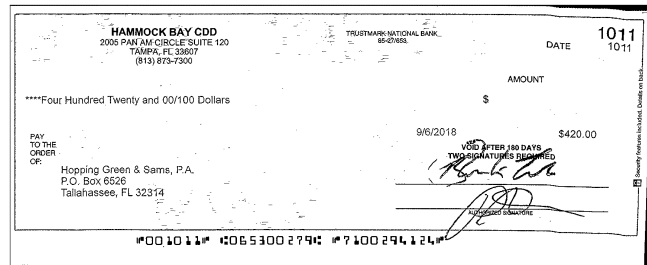 HAMMOCK BAY CDD
2005 PAN AM CIRCLE SUITE 120
TAMPA, FL 33607
(813) 873-7300
TRUSTMARK NATIONAL BANK
85-27/653
DATE
1011
1011
AMOUNT
****Four Hundred Twenty and 00/100 Dollars
$
9/6/2018
$420.00
PAY
TO THE
ORDER
OF:
VOID AFTER 180 DAYS
TWO SIGNATURES REQUIRED
Hopping Green & Sams, P.A.
P.O. Box 6526
Tallahassee, FL 32314
AUTHORIZED SIGNATURE
Security features included. Details on back.
⑈001011⑈ ⑆065300279⑆ ⑈7100294124⑈